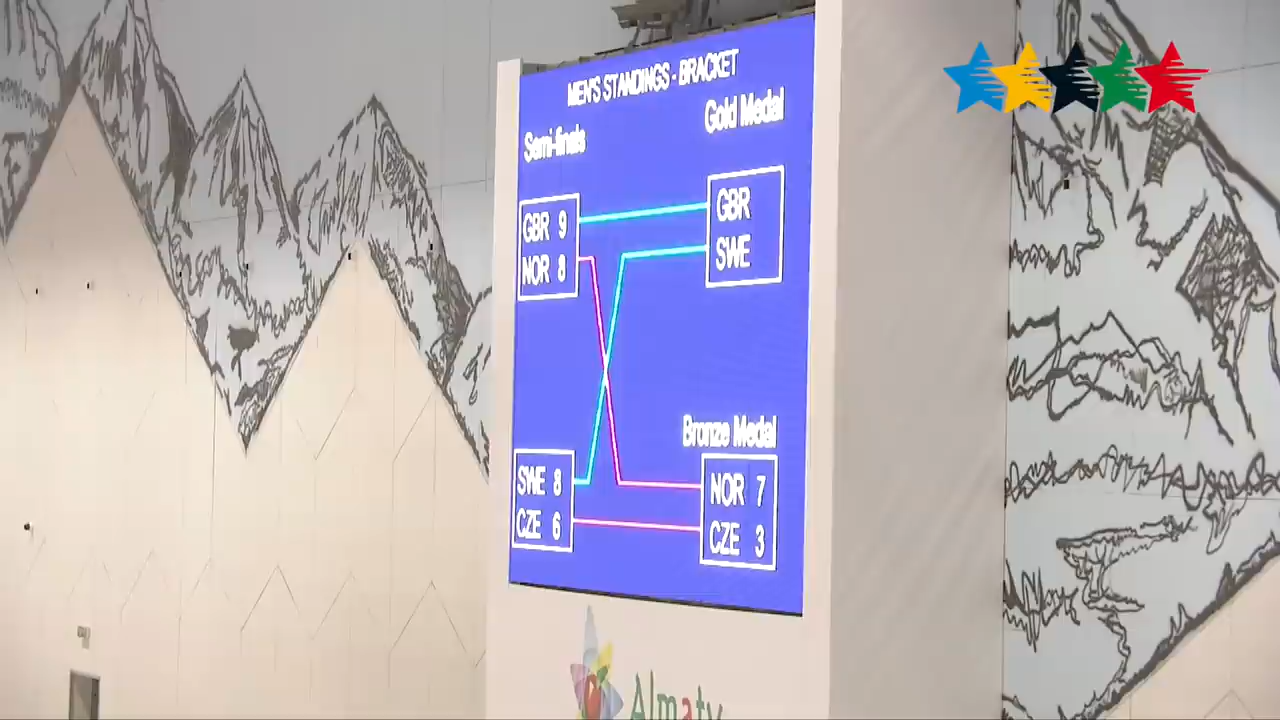 MEN'S STANDINGS - BRACKET
Gold Medal
Semi-finals
GBR 9
NOR 8
GBR
SWE
Bronze Medal
SWE 8
CZE 6
NOR 7
CZE 3
Almaty